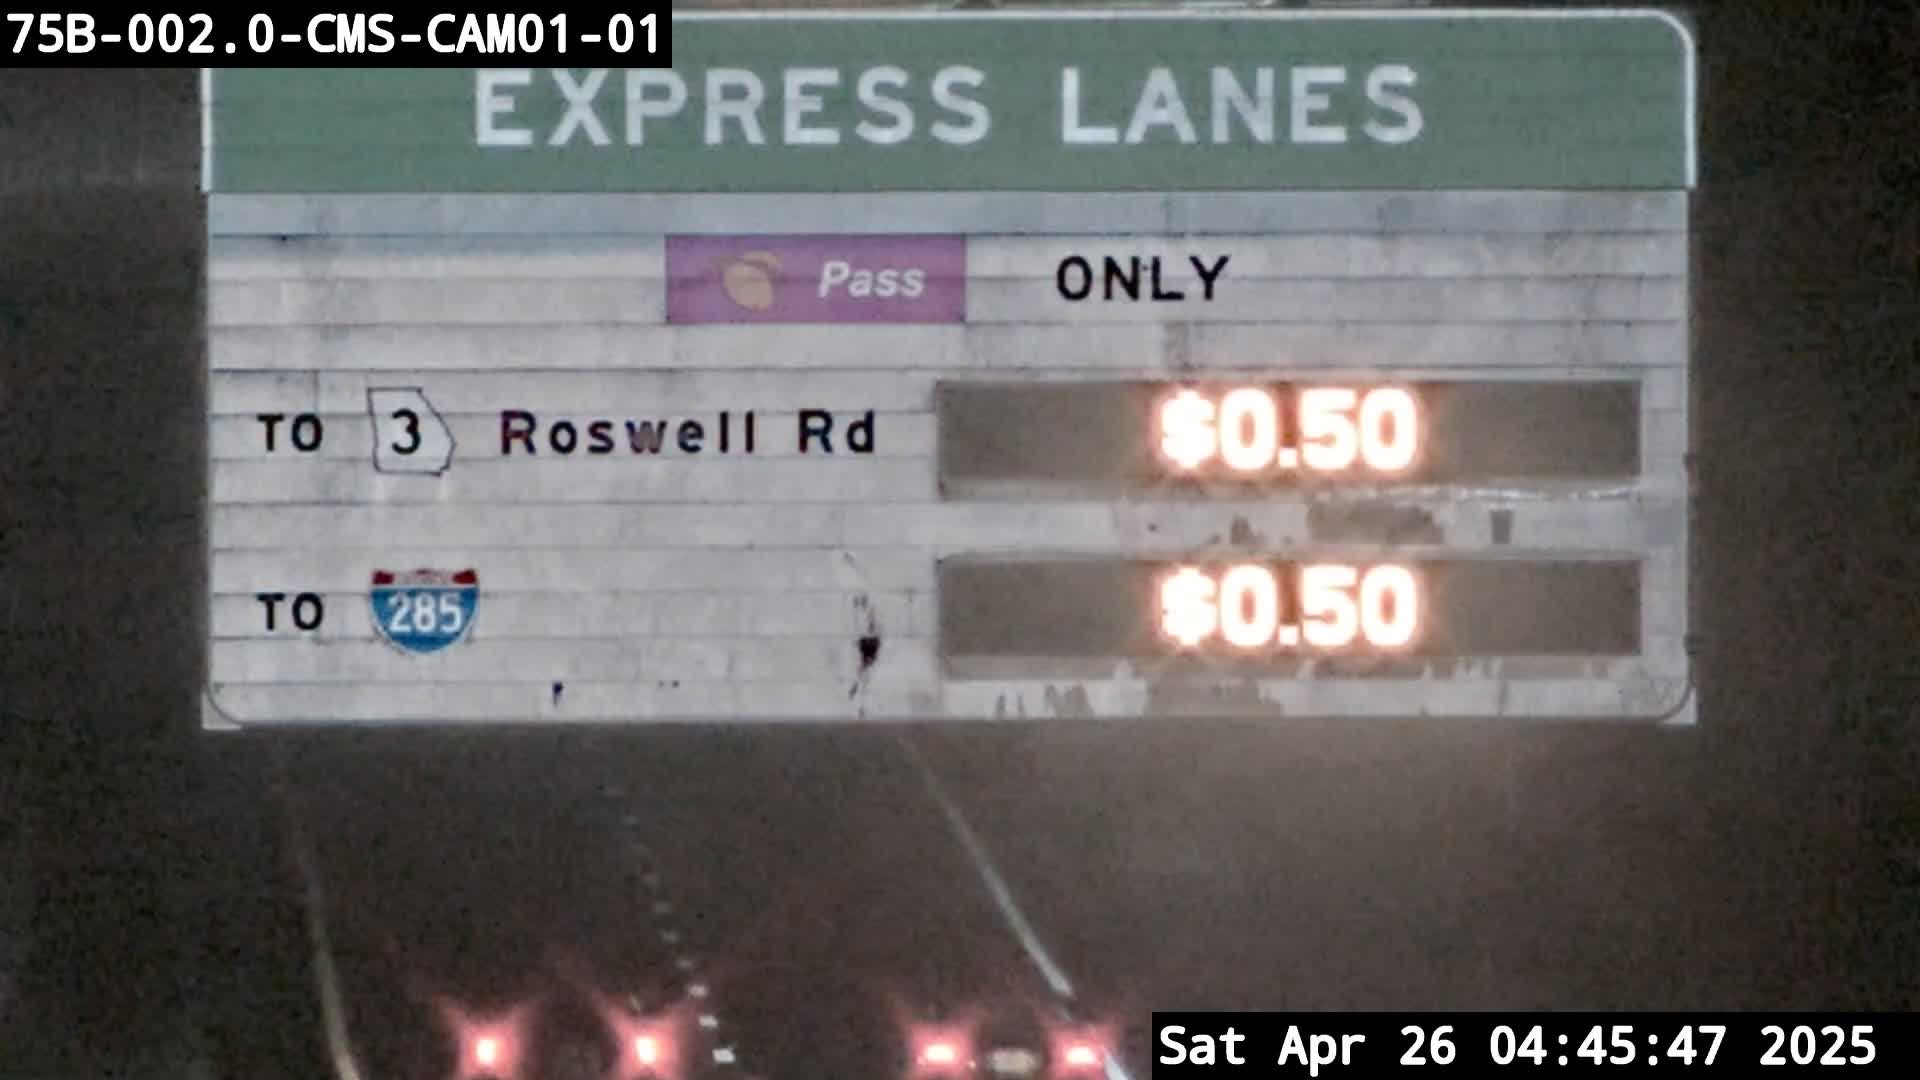 75B-002.0-CMS-CAM01-01
EXPRESS LANES
Pass ONLY
TO 3 Roswell Rd $0.50
TO 285 $0.50
Sat Apr 26 04:45:47 2025